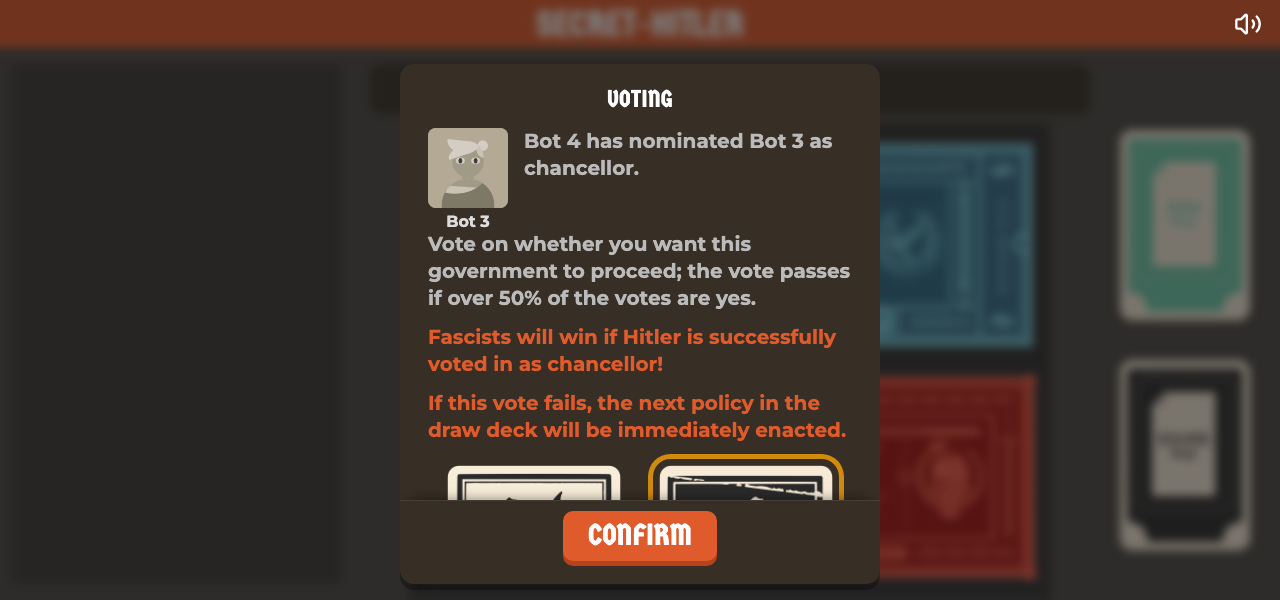 SECRET-HITLER
VOTING
Bot 4 has nominated Bot 3 as
chancellor.
Bot 3
Vote on whether you want this
government to proceed; the vote passes
if over 50% of the votes are yes.
Fascists will win if Hitler is successfully
voted in as chancellor!
If this vote fails, the next policy in the
draw deck will be immediately enacted.
CONFIRM